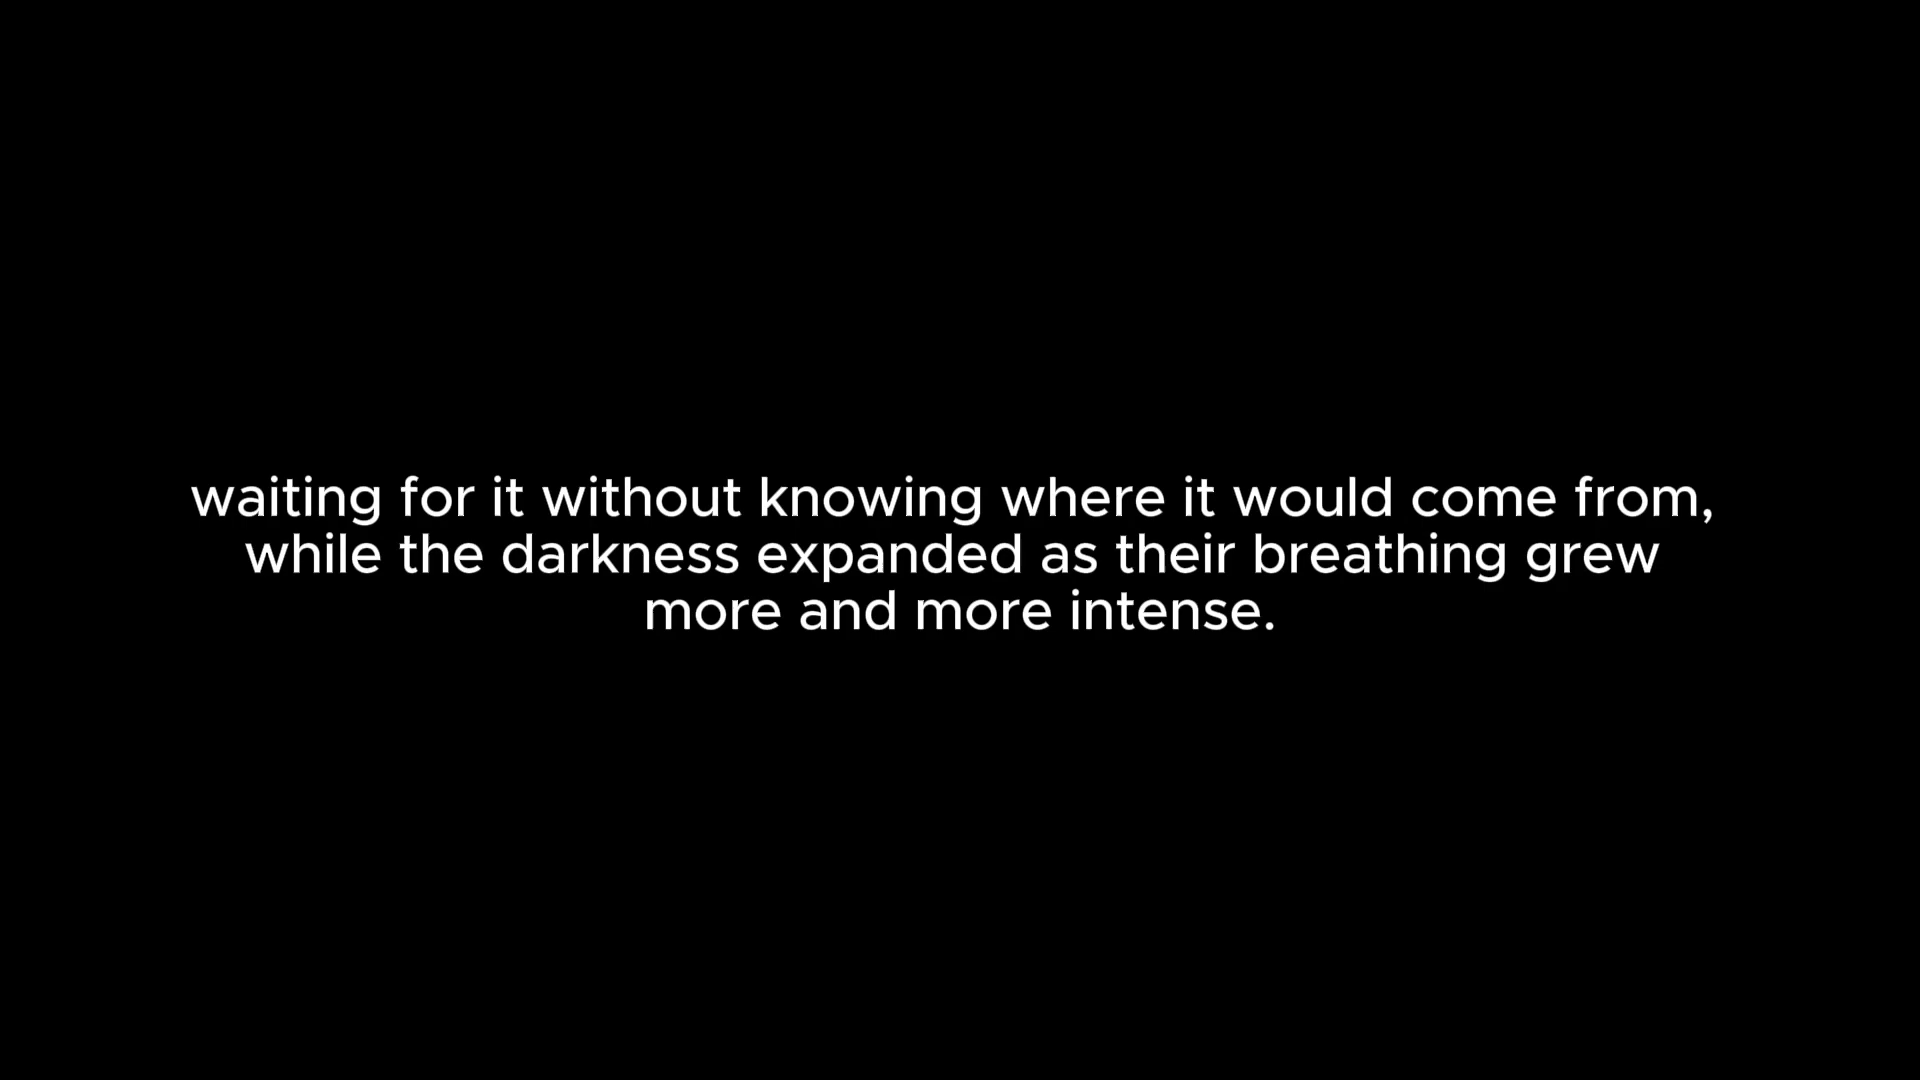 waiting for it without knowing where it would come from,
while the darkness expanded as their breathing grew
more and more intense.